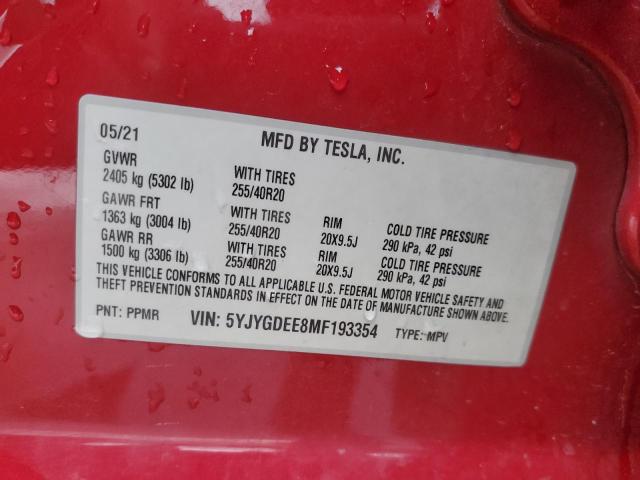 05/21 MFD BY TESLA, INC.
GVWR
2405 kg (5302 lb) WITH TIRES 255/40R20
GAWR FRT
1363 kg (3004 lb) WITH TIRES 255/40R20 RIM 20X9.5J COLD TIRE PRESSURE 290 kPa, 42 psi
GAWR RR
1500 kg (3306 lb) WITH TIRES 255/40R20 RIM 20X9.5J COLD TIRE PRESSURE 290 kPa, 42 psi
THIS VEHICLE CONFORMS TO ALL APPLICABLE U.S. FEDERAL MOTOR VEHICLE SAFETY AND
THEFT PREVENTION STANDARDS IN EFFECT ON THE DATE OF MANUFACTURE SHOWN ABOVE.
PNT: PPMR VIN: 5YJYGDEE8MF193354 TYPE: MPV